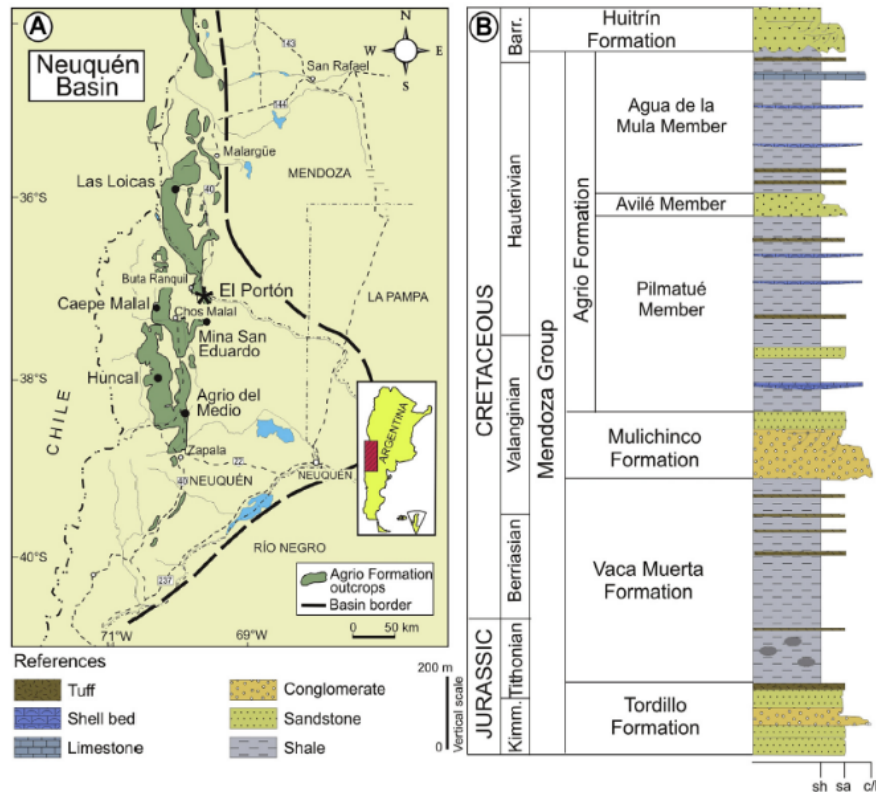 A
Neuquén
Basin
N
W
E
S
143
San Rafael
144
Malargüe
MENDOZA
Las Loicas
40
36°S
Buta Ranquil
El Portón
LA PAMPA
Caepe Malal
Chos Malal
Mina San
Eduardo
38°S
Huncal
Agrio del
Medio
CHILE
Zapala
22
NEUQUÉN
NEUQUÉN
40
ARGENTINA
RÍO NEGRO
40°S
237
Agrio Formation
outcrops
Basin border
0 50 km
71°W
69°W
References
Tuff
Shell bed
Limestone
Conglomerate
Sandstone
Shale
200 m
0
Vertical scale
B
Barr.
Hauterivian
Valanginian
Berriasian
Tithonian
Kimm.
CRETACEOUS
JURASSIC
Mendoza Group
Huitrín
Formation
Agrio Formation
Agua de la
Mula Member
Avilé Member
Pilmatué
Member
Mulichinco
Formation
Vaca Muerta
Formation
Tordillo
Formation
sh sa